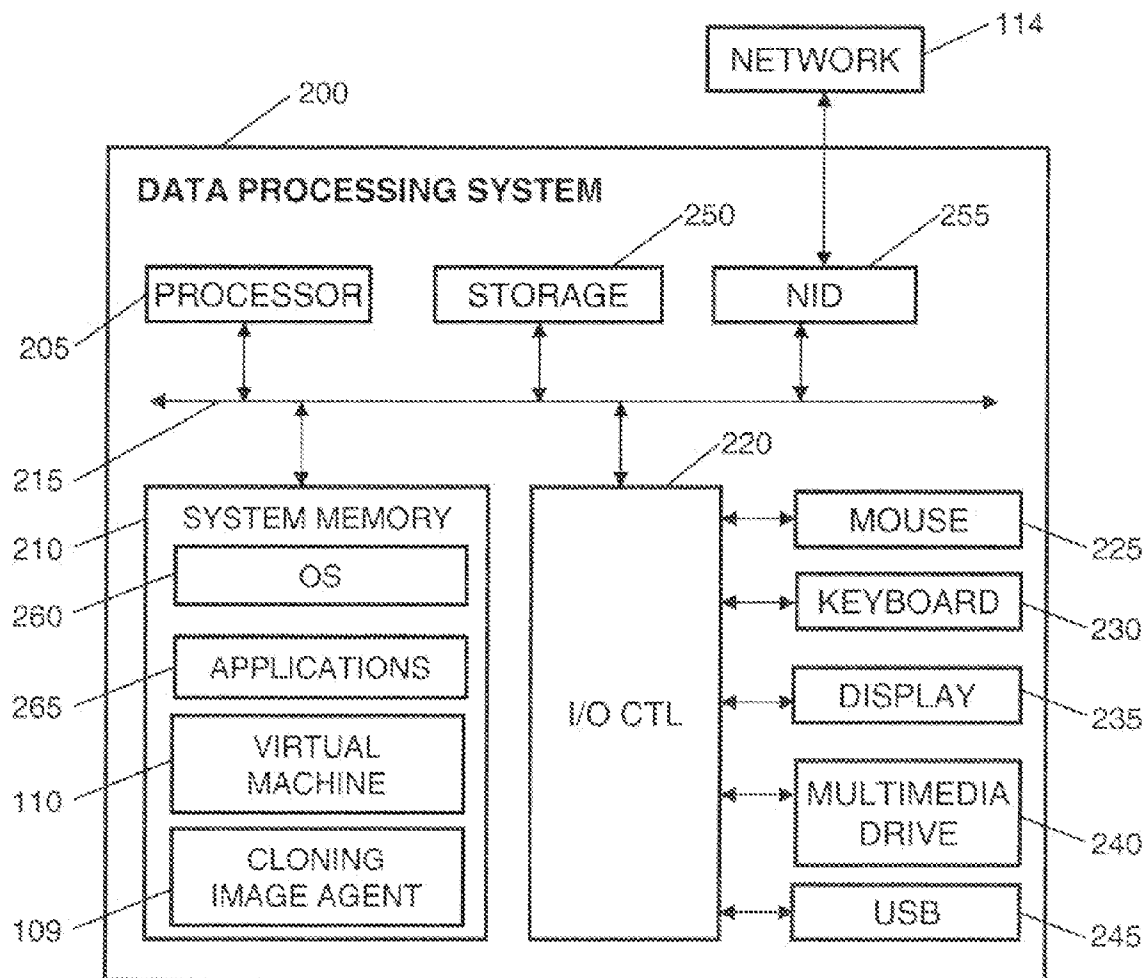 NETWORK
114
200
DATA PROCESSING SYSTEM
250
255
PROCESSOR
STORAGE
NID
205
215
220
210
SYSTEM MEMORY
OS
260
APPLICATIONS
265
VIRTUAL
MACHINE
110
CLONING
IMAGE AGENT
109
I/O CTL
MOUSE
225
KEYBOARD
230
DISPLAY
235
MULTIMEDIA
DRIVE
240
USB
245